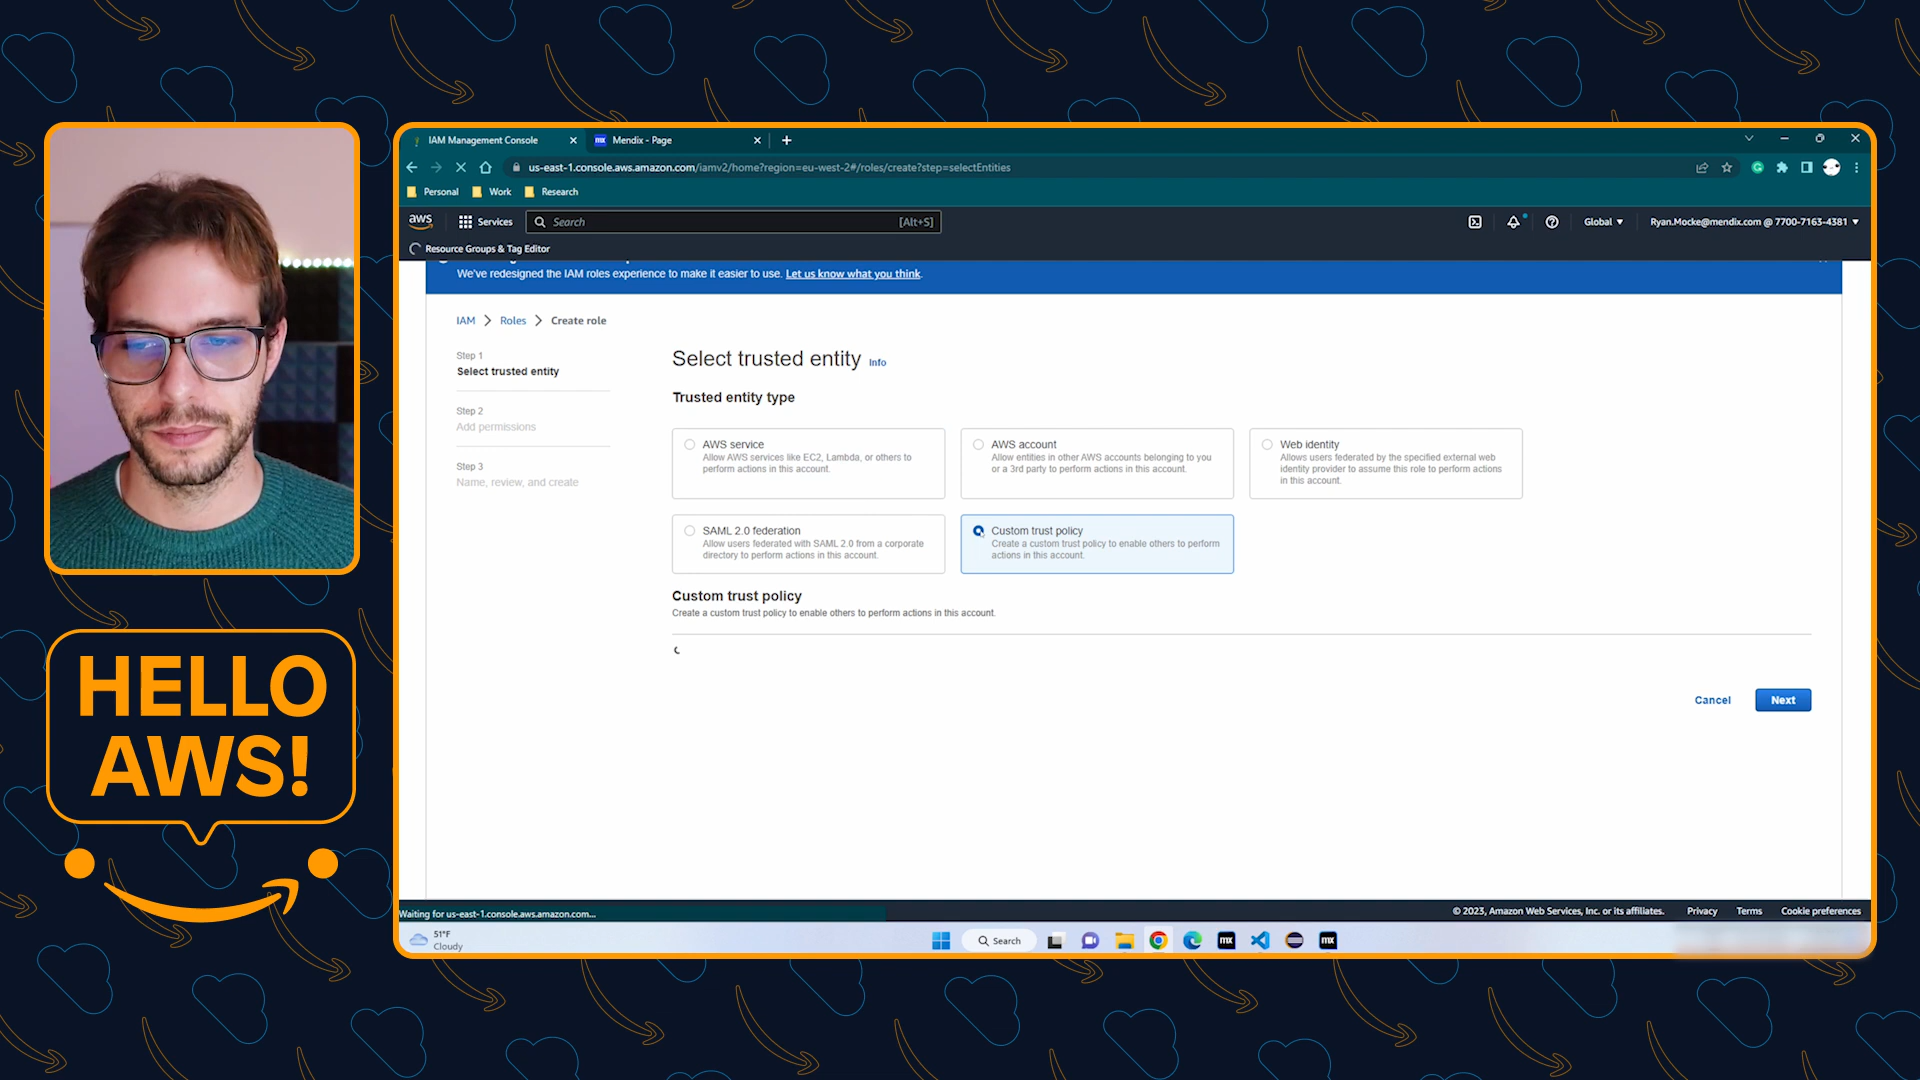 IAM Management Console
mx Mendix - Page
us-east-1.console.aws.amazon.com/iamv2/home?region=eu-west-2#/roles/create?step=selectEntities
Personal Work Research
aws Services Search [Alt+S] Global Ryan.Mocke@mendix.com @ 7700-7163-4381
Resource Groups & Tag Editor
We've redesigned the IAM roles experience to make it easier to use. Let us know what you think.
IAM Roles Create role
Step 1
Select trusted entity
Step 2
Add permissions
Step 3
Name, review, and create
Select trusted entity Info
Trusted entity type
AWS service
Allow AWS services like EC2, Lambda, or others to
perform actions in this account.
AWS account
Allow entities in other AWS accounts belonging to you
or a 3rd party to perform actions in this account.
Web identity
Allows users federated by the specified external web
identity provider to assume this role to perform actions
in this account.
SAML 2.0 federation
Allow users federated with SAML 2.0 from a corporate
directory to perform actions in this account.
Custom trust policy
Create a custom trust policy to enable others to perform
actions in this account.
Custom trust policy
Create a custom trust policy to enable others to perform actions in this account.
Cancel Next
Waiting for us-east-1.console.aws.amazon.com...
© 2023, Amazon Web Services, Inc. or its affiliates. Privacy Terms Cookie preferences
51°F
Cloudy
Search
mx
mx
HELLO
AWS!